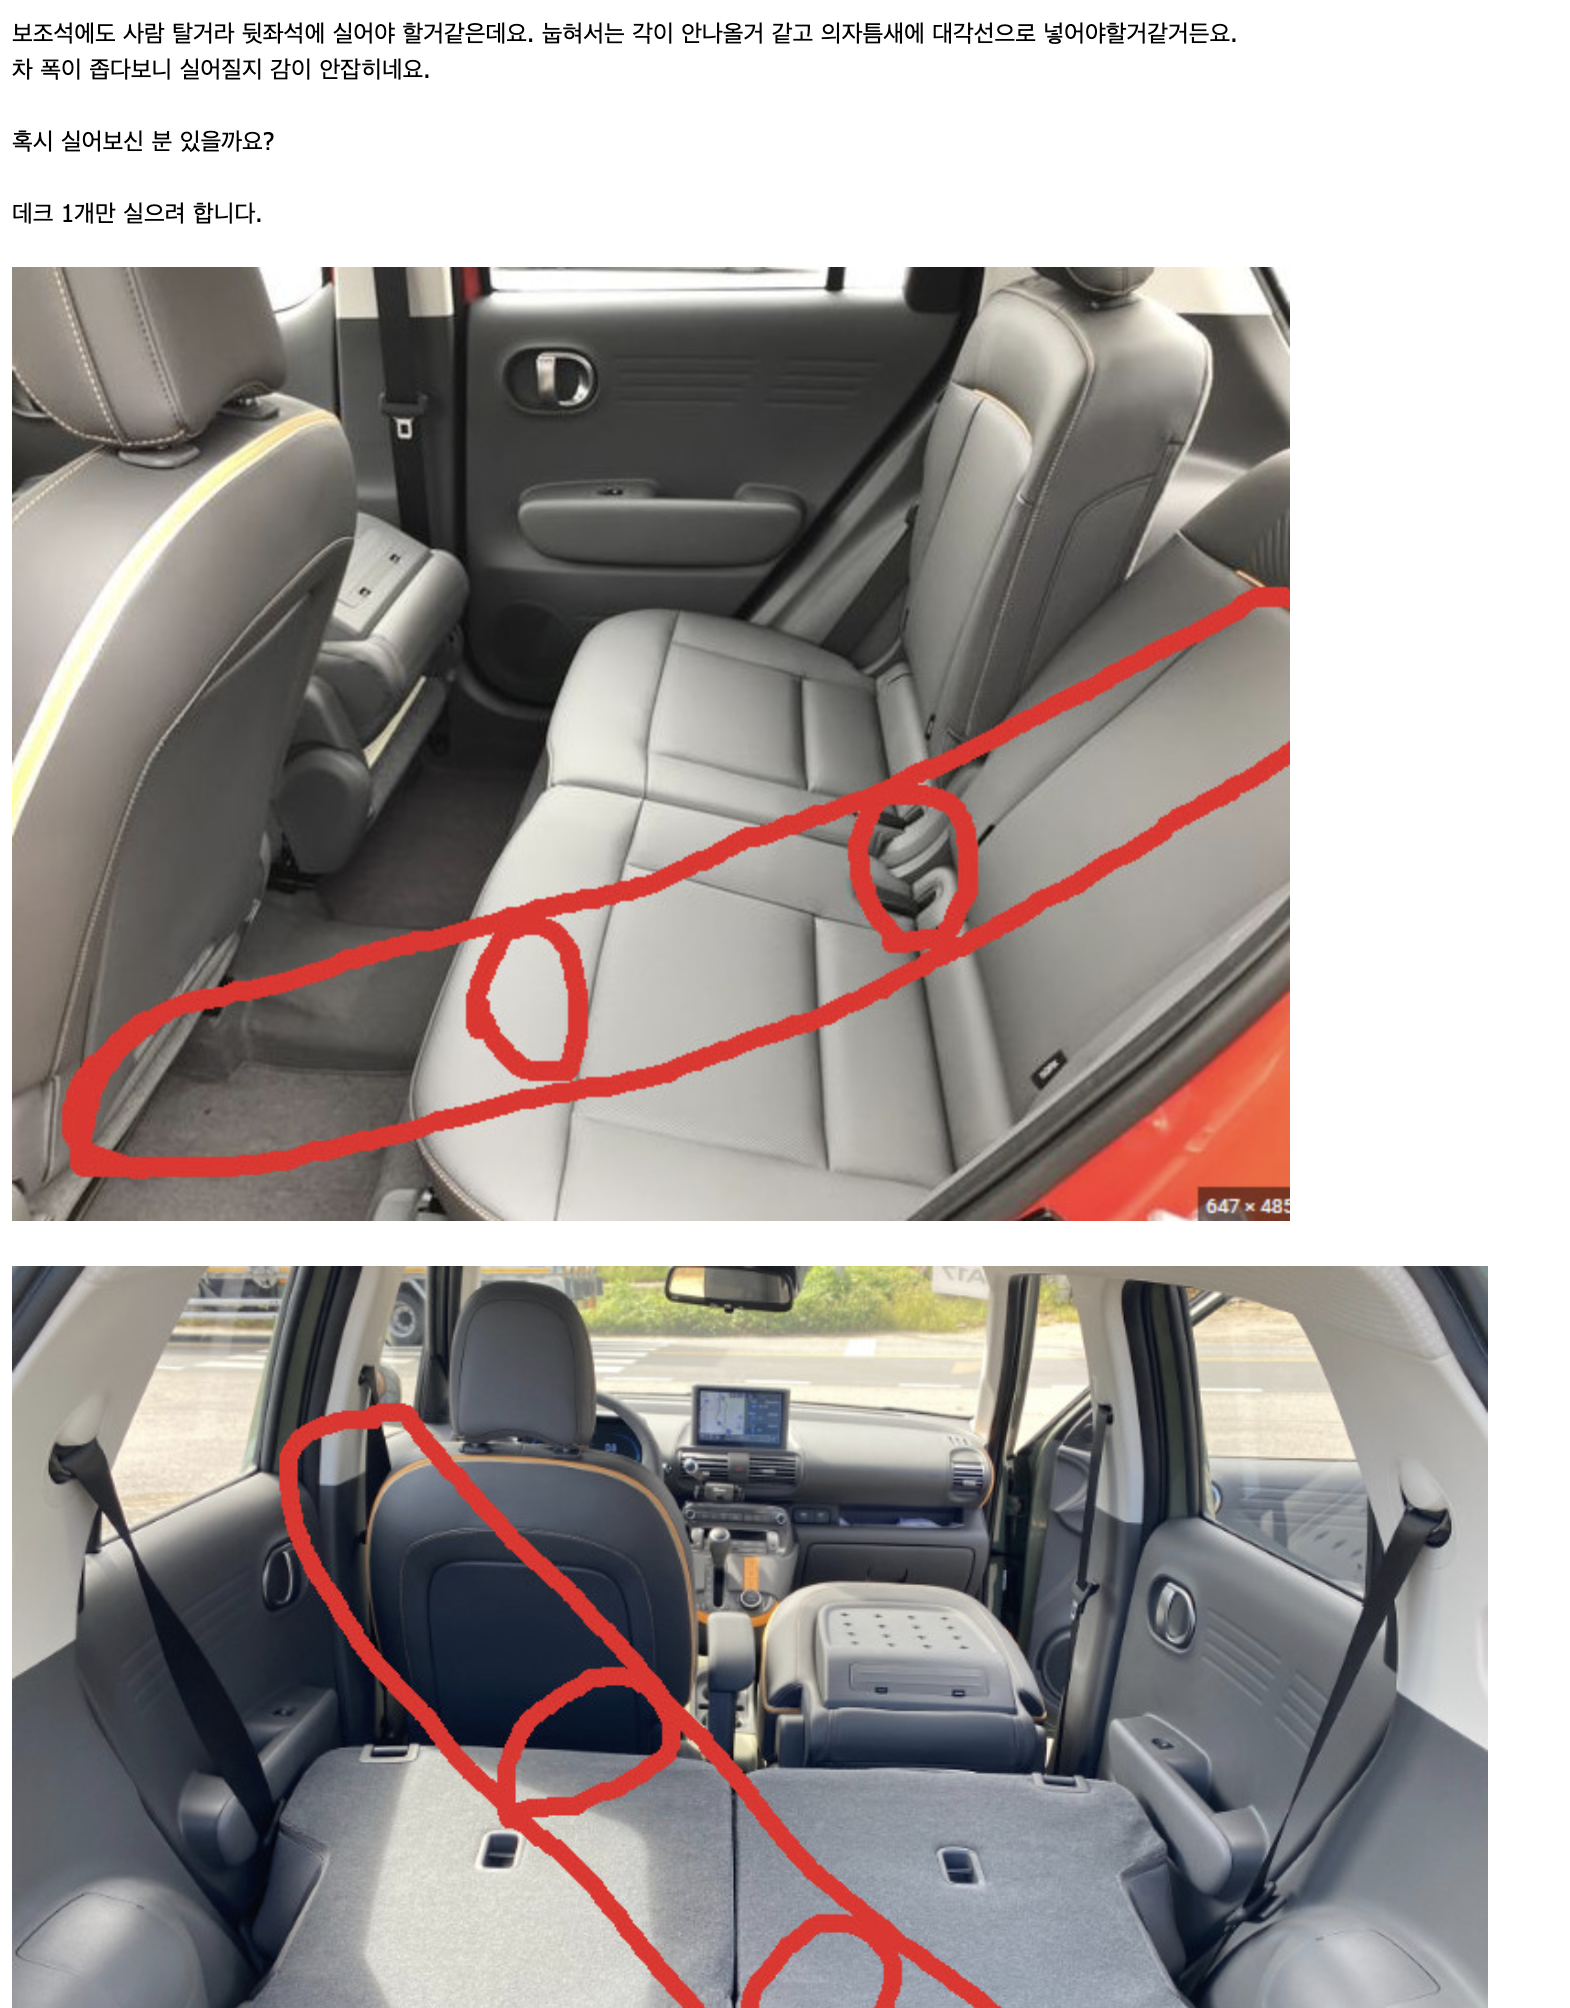 보조석에도 사람 탈거라 뒷좌석에 실어야 할거같은데요. 눕혀서는 각이 안나올거 같고 의자틈새에 대각선으로 넣어야할거같거든요.
차 폭이 좁다보니 실어질지 감이 안잡히네요.
혹시 실어보신 분 있을까요?
데크 1개만 실으려 합니다.
647 × 485